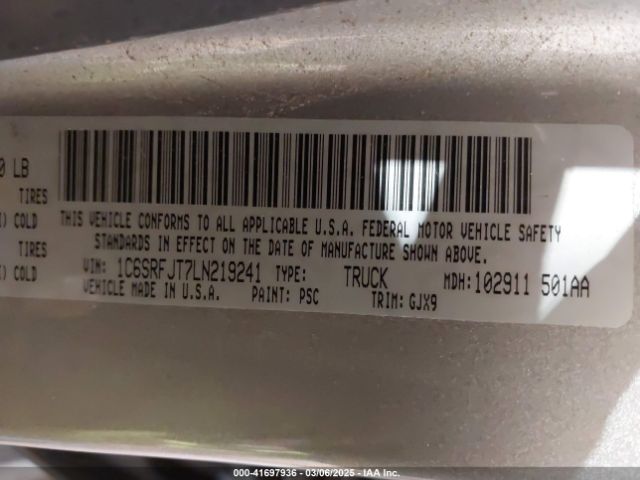 0 LB
TIRES
) COLD
TIRES
) COLD
THIS VEHICLE CONFORMS TO ALL APPLICABLE U.S.A. FEDERAL MOTOR VEHICLE SAFETY
STANDARDS IN EFFECT ON THE DATE OF MANUFACTURE SHOWN ABOVE.
VIN: 1C6SRFJT7LN219241 TYPE: TRUCK MDH:102911 501AA
VEHICLE MADE IN U.S.A. PAINT: PSC TRIM: GJX9
000-41697936 - 03/06/2025 - IAA Inc.